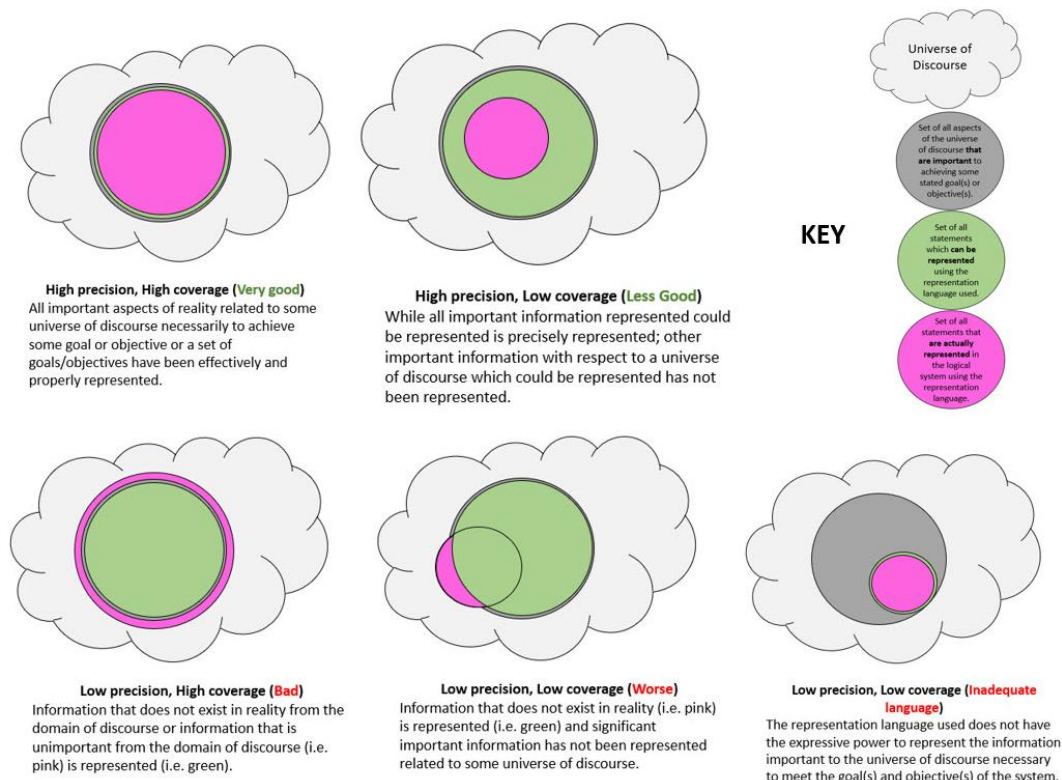 Universe of
Discourse
Set of all aspects
of the universe
of discourse that
are important to
achieving some
stated goal(s) or
objective(s).
KEY
Set of all
statements
which can be
represented
using the
representation
language used.
Set of all
statements that
are actually
represented in
the logical
system using the
representation
language.
High precision, High coverage (Very good)
All important aspects of reality related to some
universe of discourse necessarily to achieve
some goal or objective or a set of
goals/objectives have been effectively and
properly represented.
High precision, Low coverage (Less Good)
While all important information represented could
be represented is precisely represented; other
important information with respect to a universe
of discourse which could be represented has not
been represented.
Low precision, High coverage (Bad)
Information that does not exist in reality from the
domain of discourse or information that is
unimportant from the domain of discourse (i.e.
pink) is represented (i.e. green).
Low precision, Low coverage (Worse)
Information that does not exist in reality (i.e. pink)
is represented (i.e. green) and significant
important information has not been represented
related to some universe of discourse.
Low precision, Low coverage (Inadequate
language)
The representation language used does not have
the expressive power to represent the information
important to the universe of discourse necessary
to meet the goal(s) and objective(s) of the system.